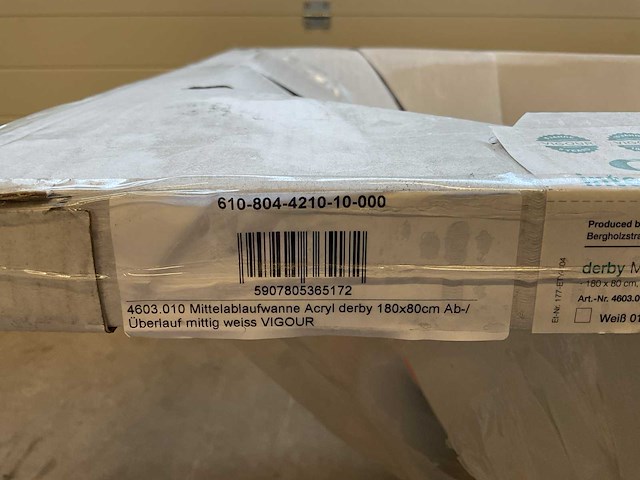 610-804-4210-10-000
5907805365172
4603.010 Mittelablaufwanne Acryl derby 180x80cm Ab-/
Überlauf mittig weiss VIGOUR
Produced b
Bergholzstra
derby M
180 x 80 cm,
Art.-Nr. 4603.0
Weiß 01